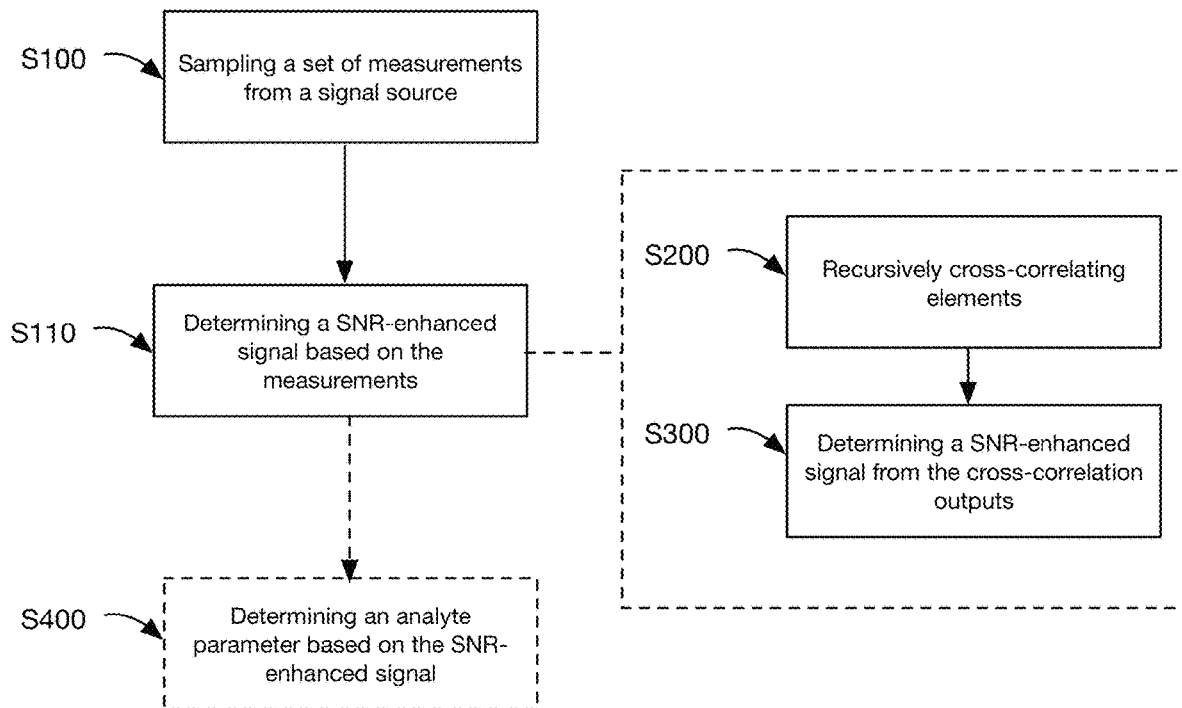 S100
Sampling a set of measurements
from a signal source
S110
Determining a SNR-enhanced
signal based on the
measurements
S200
Recursively cross-correlating
elements
S300
Determining a SNR-enhanced
signal from the cross-correlation
outputs
S400
Determining an analyte
parameter based on the SNR-
enhanced signal